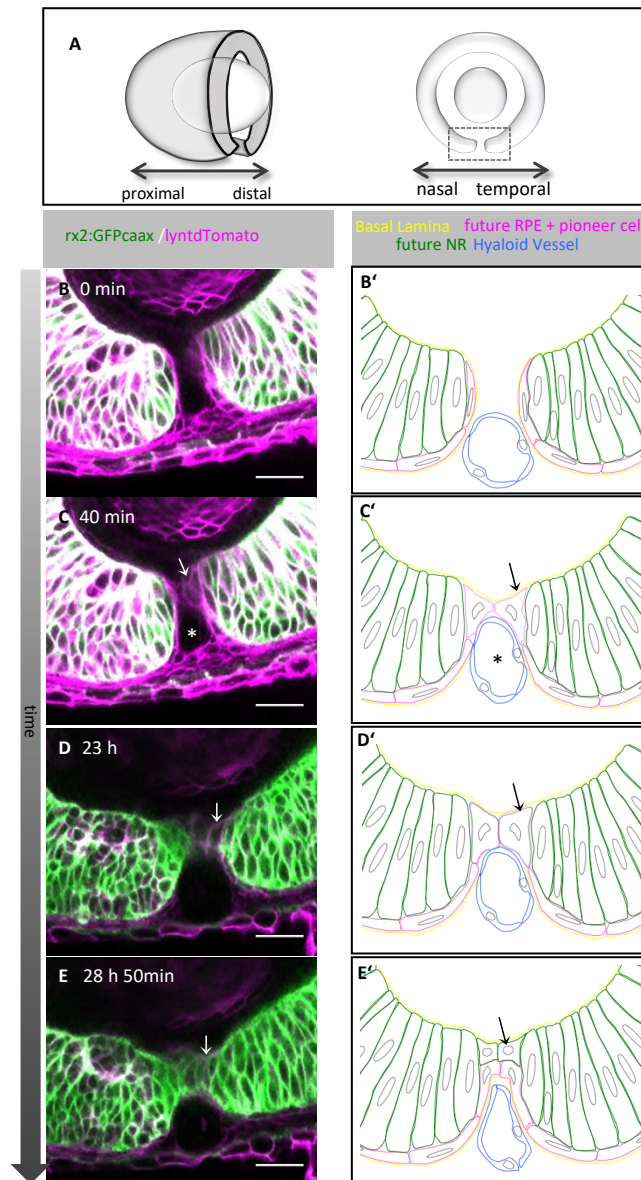 A
proximal distal
nasal temporal
rx2:GFPcaax /lyntdTomato
Basal Lamina future RPE + pioneer cel
future NR Hyaloid Vessel
time
B 0 min
B'
C 40 min
*
C'
*
D 23 h
D'
E 28 h 50min
E'